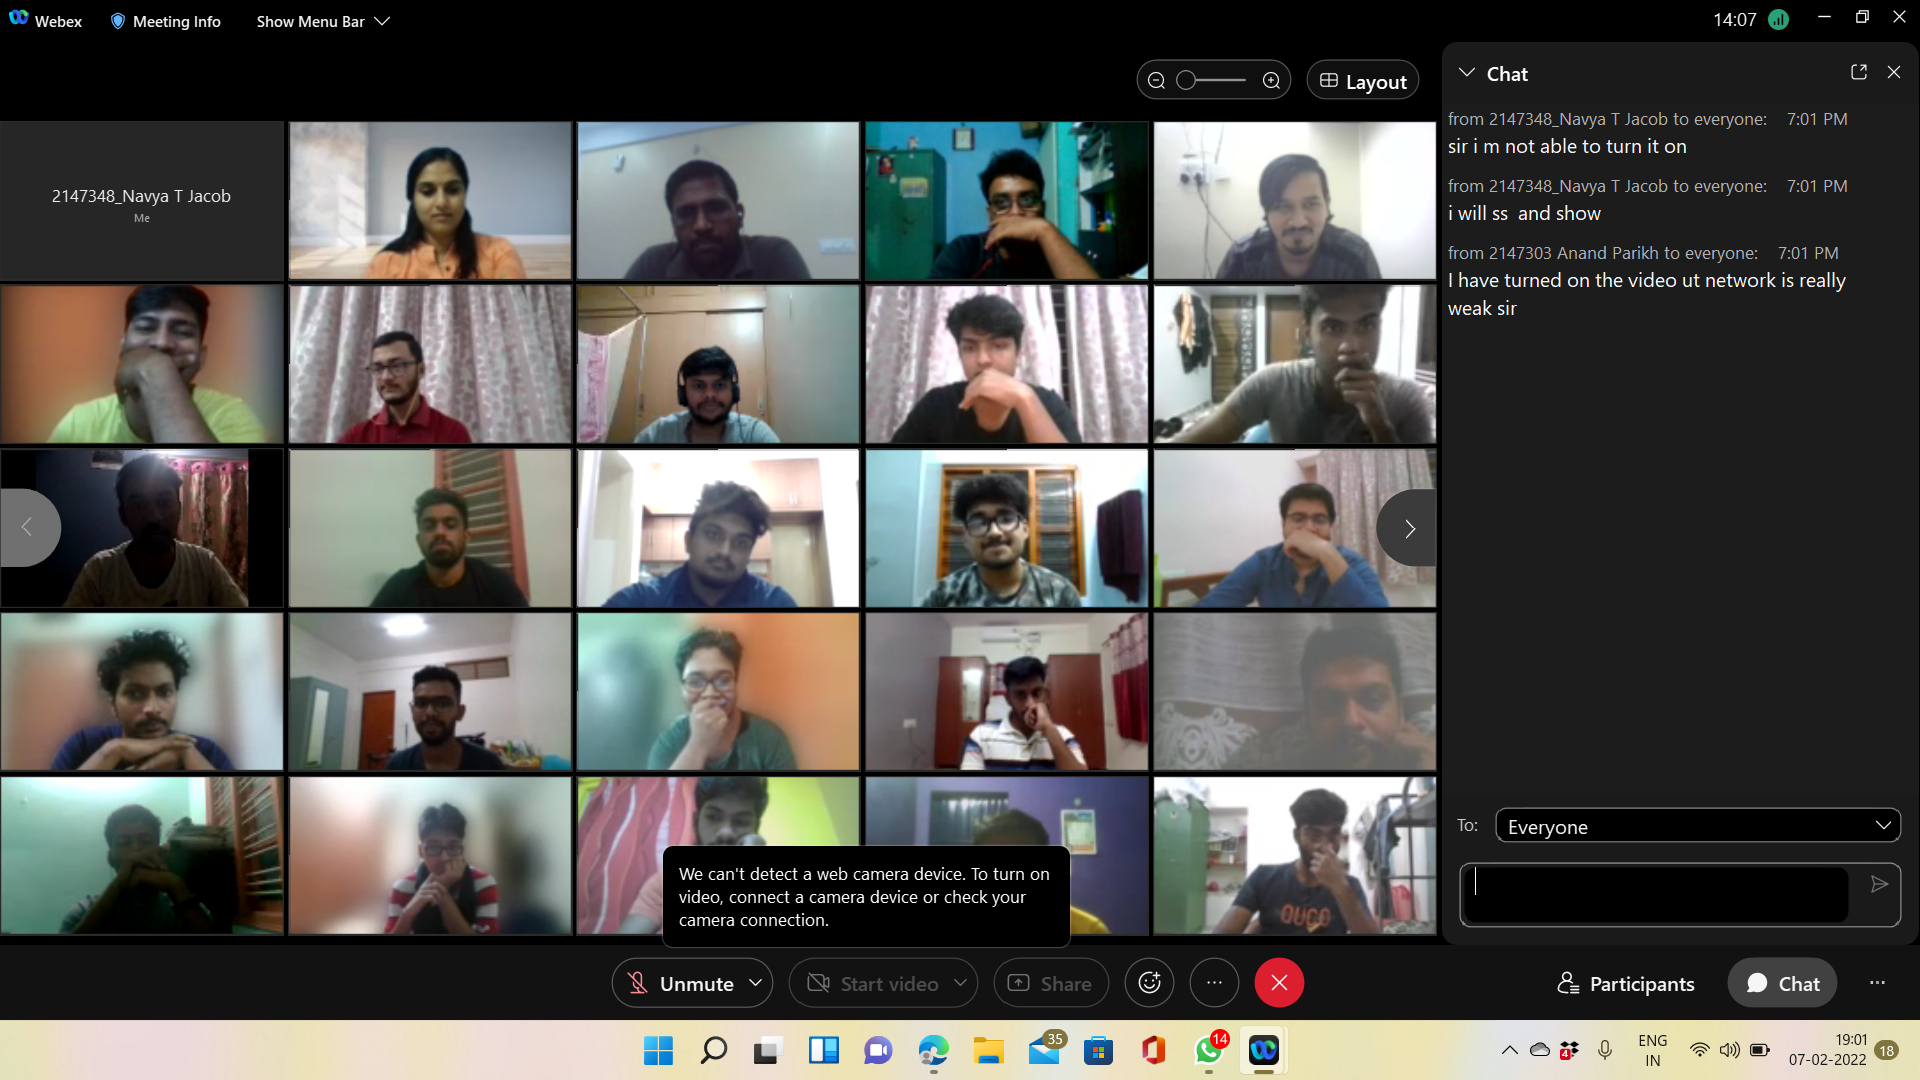 Webex
Meeting Info
Show Menu Bar
14:07
Layout
Chat
from 2147348_Navya T Jacob to everyone: 7:01 PM
sir i m not able to turn it on
from 2147348_Navya T Jacob to everyone: 7:01 PM
i will ss  and show
from 2147303 Anand Parikh to everyone: 7:01 PM
I have turned on the video ut network is really
weak sir
2147348_Navya T Jacob
Me
To:
Everyone
We can't detect a web camera device. To turn on
video, connect a camera device or check your
camera connection.
Unmute
Start video
Share
Participants
Chat
35
14
4
ENG
IN
19:01
07-02-2022
18